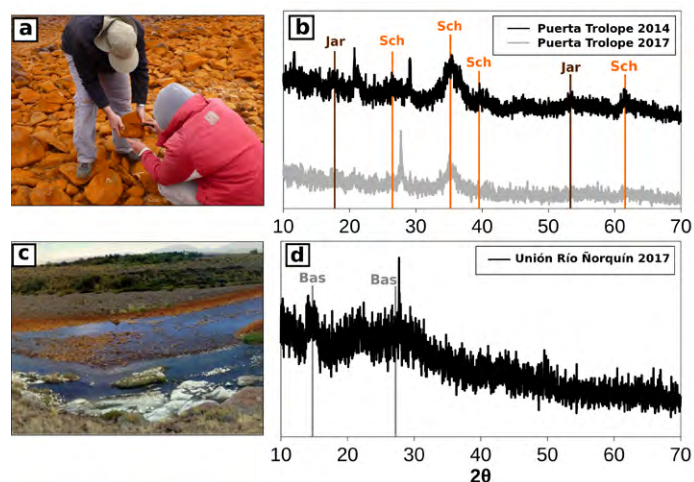 a
b
Puerta Trolope 2014
Puerta Trolope 2017
Jar
Sch
Sch
Sch
Jar
Sch
10 20 30 40 50 60 70
c
d
Unión Río Ñorquín 2017
Bas
Bas
10 20 30 40 50 60 70
2θ